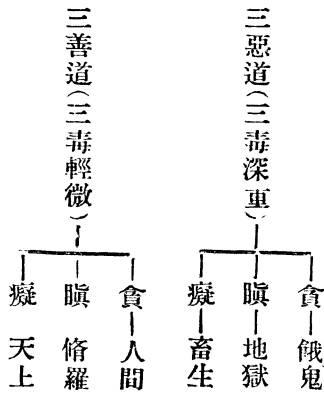 三惡道(三毒深重)
貪 餓鬼
瞋 地獄
癡 畜生
三善道(三毒輕微)
貪 人間
瞋 脩羅
癡 天上